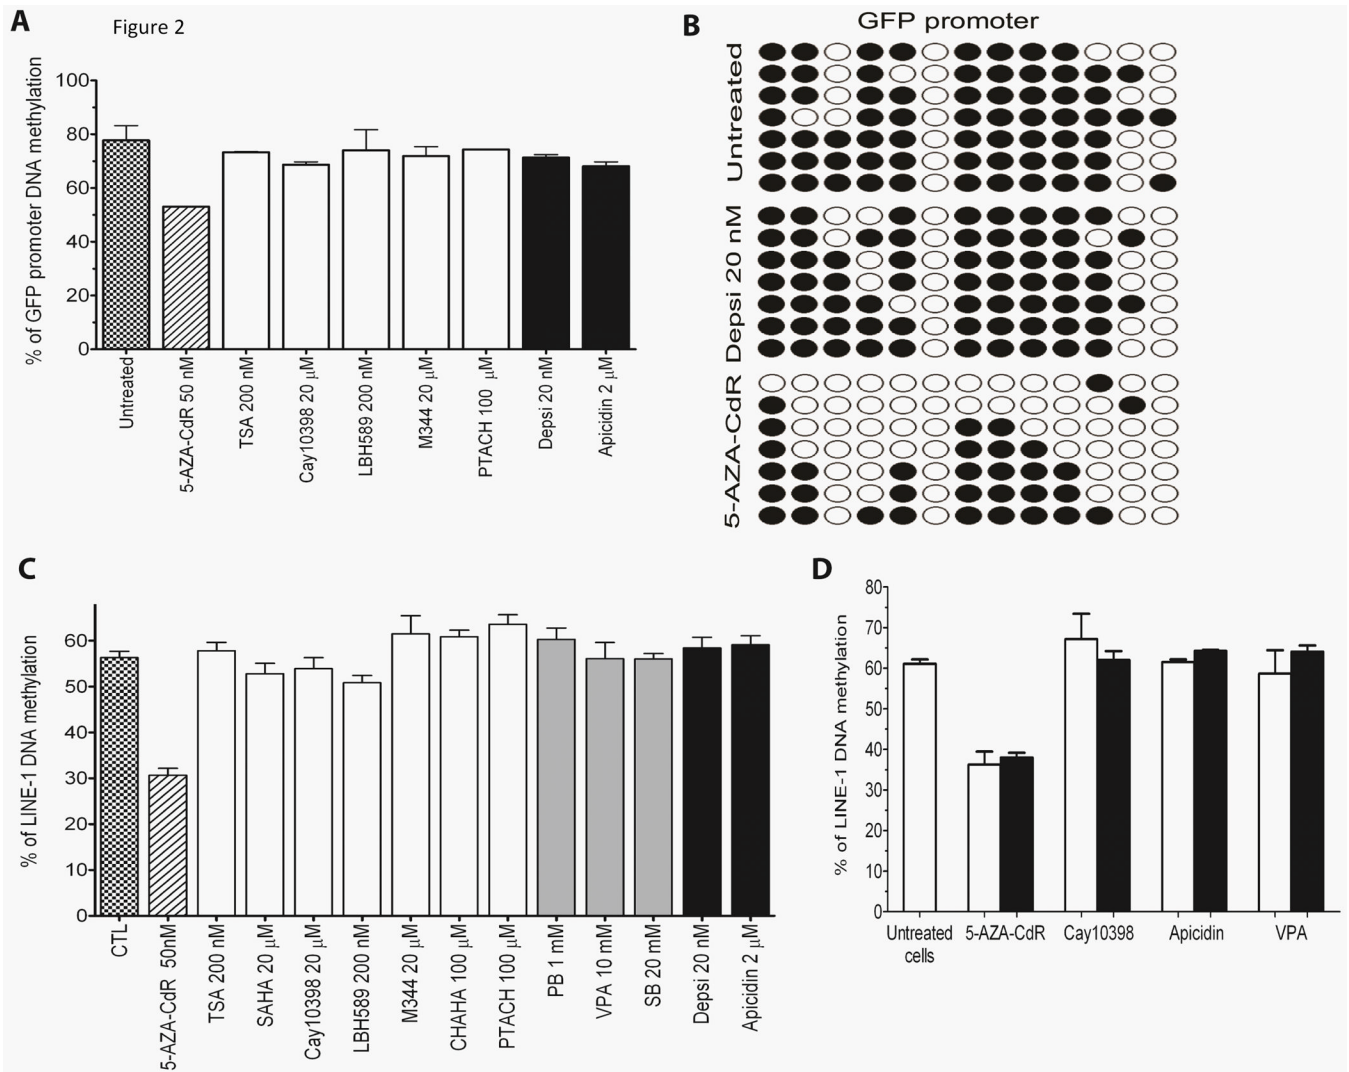 A
Figure 2
% of GFP promoter DNA methylation
100
80
60
40
20
0
Untreated
5-AZA-CdR 50 nM
TSA 200 nM
Cay10398 20 µM
LBH589 200 nM
M344 20 µM
PTACH 100 µM
Depsi 20 nM
Apicidin 2 µM
B
GFP promoter
Untreated
Depsi 20 nM
5-AZA-CdR
C
% of LINE-1 DNA methylation
60
50
40
30
20
10
0
CTL
5-AZA-CdR 50nM
TSA 200 nM
SAHA 20 µM
Cay10398 20 µM
LBH589 200 nM
M344 20 µM
CHAHA 100 µM
PTACH 100 µM
PB 1 mM
VPA 10 mM
SB 20 mM
Depsi 20 nM
Apicidin 2 µM
D
% of LINE-1 DNA methylation
80
70
60
50
40
30
20
10
0
Untreated
cells
5-AZA-CdR
Cay10398
Apicidin
VPA